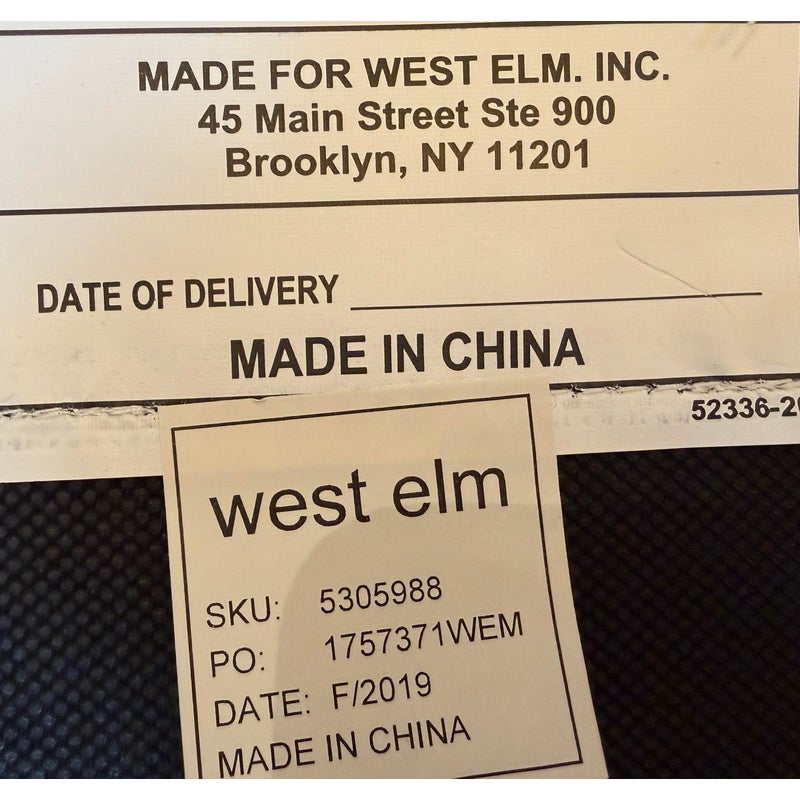 MADE FOR WEST ELM. INC.
45 Main Street Ste 900
Brooklyn, NY 11201
DATE OF DELIVERY
MADE IN CHINA
west elm
SKU: 5305988
PO: 1757371WEM
DATE: F/2019
MADE IN CHINA